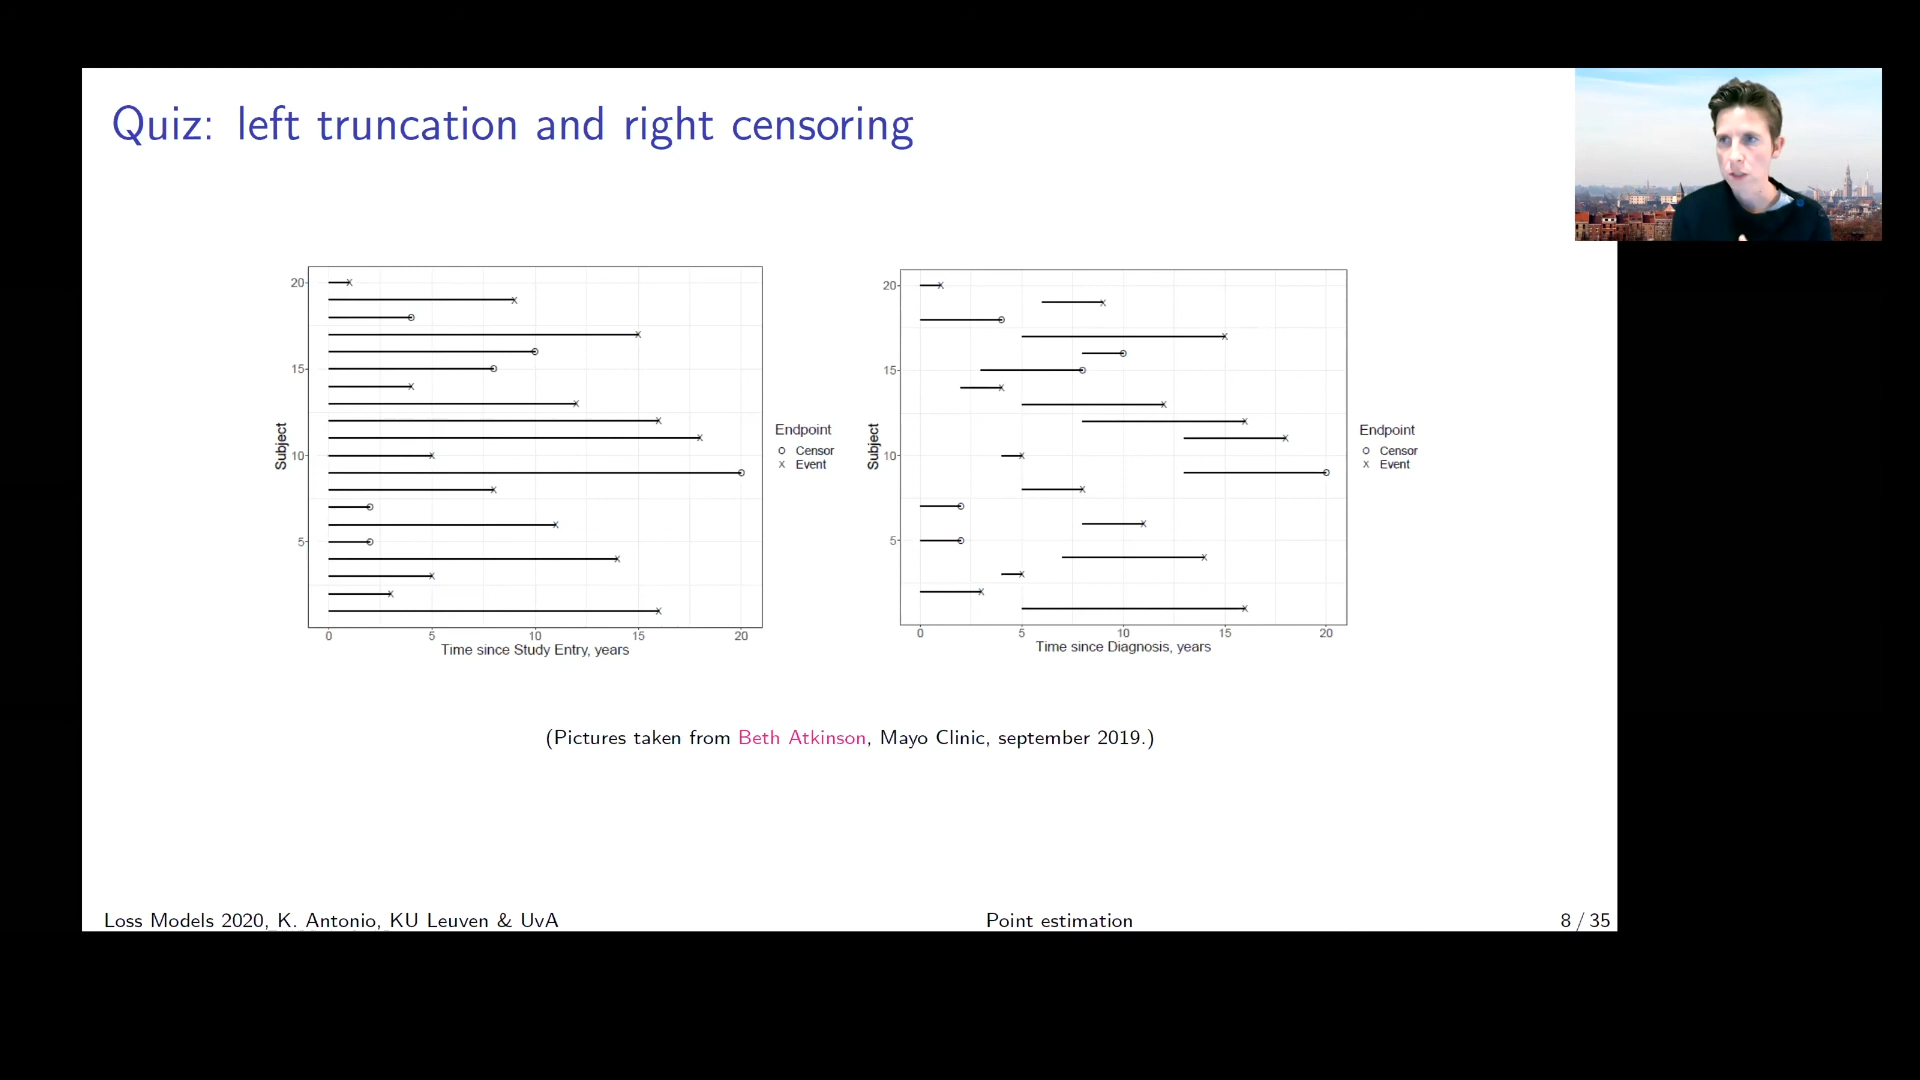 Quiz: left truncation and right censoring
20
15
10
5
Subject
0 5 10 15 20
Time since Study Entry, years
Endpoint
Censor
Event
20
15
10
5
Subject
0 5 10 15 20
Time since Diagnosis, years
Endpoint
Censor
Event
(Pictures taken from Beth Atkinson, Mayo Clinic, september 2019.)
Loss Models 2020, K. Antonio, KU Leuven & UvA Point estimation 8 / 35